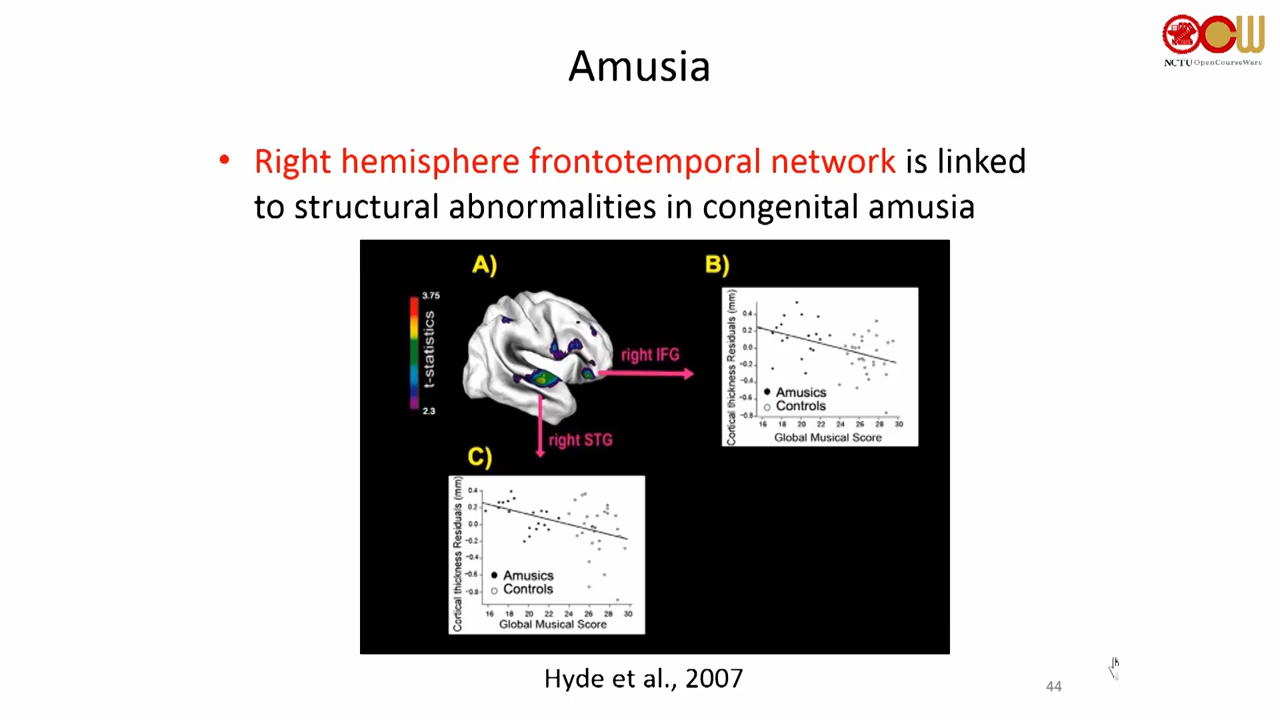 NCTU OpenCourseWare
Amusia
• Right hemisphere frontotemporal network is linked
to structural abnormalities in congenital amusia
A)
3.75
t-statistics
2.3
right IFG
right STG
B)
Cortical thickness Residuals (mm)
0.4
0.2
0.0
−0.2
−0.4
−0.6
−0.8
Amusics
Controls
16 18 20 22 24 26 28 30
Global Musical Score
C)
Cortical thickness Residuals (mm)
0.4
0.2
0.0
−0.2
−0.4
−0.6
−0.8
Amusics
Controls
16 18 20 22 24 26 28 30
Global Musical Score
Hyde et al., 2007
44